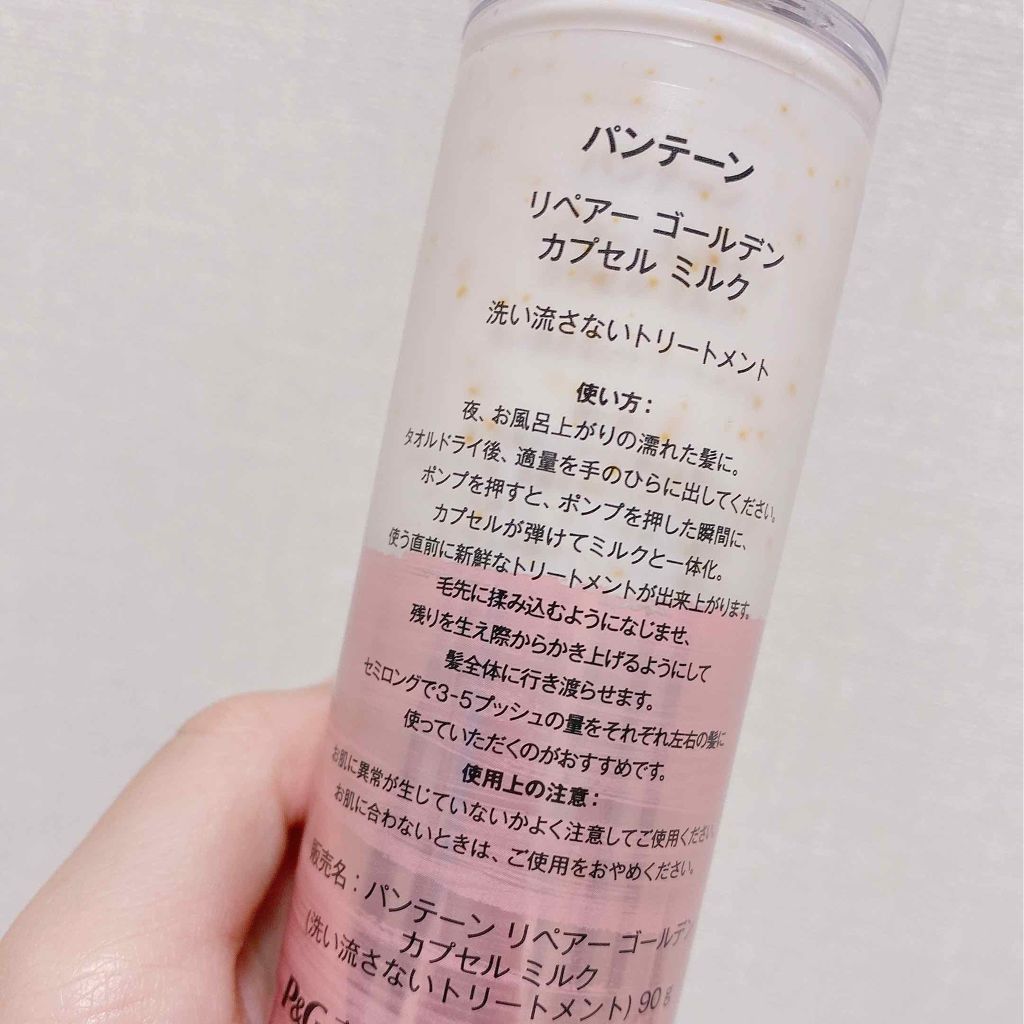 パンテーン
リペアー ゴールデン
カプセル ミルク
洗い流さないトリートメント
使い方：
夜、お風呂上がりの濡れた髪に。
タオルドライ後、適量を手のひらに出してください。
ポンプを押すと、ポンプを押した瞬間に、
カプセルが弾けてミルクと一体化。
使う直前に新鮮なトリートメントが出来上がります。
毛先に揉み込むようになじませ、
残りを生え際からかき上げるようにして
髪全体に行き渡らせます。
セミロングで3-5プッシュの量をそれぞれ左右の髪に
使っていただくのがおすすめです。
使用上の注意：
お肌に異常が生じていないかよく注意してご使用ください。
お肌に合わないときは、ご使用をおやめください。
販売名：パンテーン リペアー ゴールデン
カプセル ミルク
(洗い流さないトリートメント) 90 g
P&G